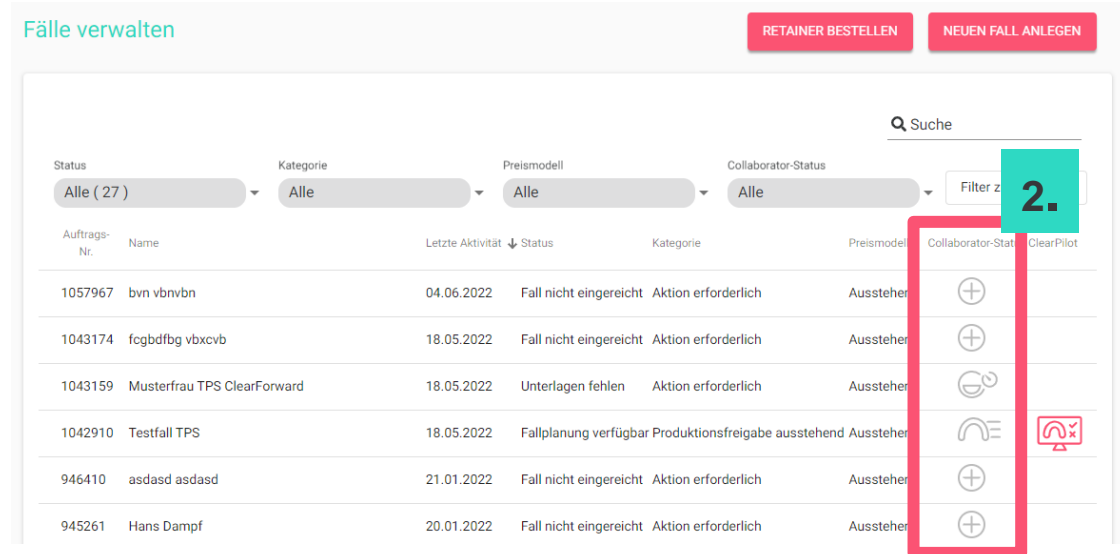 Fälle verwalten
RETAINER BESTELLEN
NEUEN FALL ANLEGEN
Suche
Status Kategorie Preismodell Collaborator-Status
Alle ( 27 ) Alle Alle Alle Filter z
2.
Auftrags-
Nr. Name Letzte Aktivität Status Kategorie Preismodell Collaborator-Statu ClearPilot
1057967 bvn vbnvbn 04.06.2022 Fall nicht eingereicht Aktion erforderlich Ausstehen
1043174 fcgbdfbg vbxcvb 18.05.2022 Fall nicht eingereicht Aktion erforderlich Ausstehen
1043159 Musterfrau TPS ClearForward 18.05.2022 Unterlagen fehlen Aktion erforderlich Ausstehen
1042910 Testfall TPS 18.05.2022 Fallplanung verfügbar Produktionsfreigabe ausstehend Ausstehen
946410 asdasd asdasd 21.01.2022 Fall nicht eingereicht Aktion erforderlich Ausstehen
945261 Hans Dampf 20.01.2022 Fall nicht eingereicht Aktion erforderlich Ausstehen